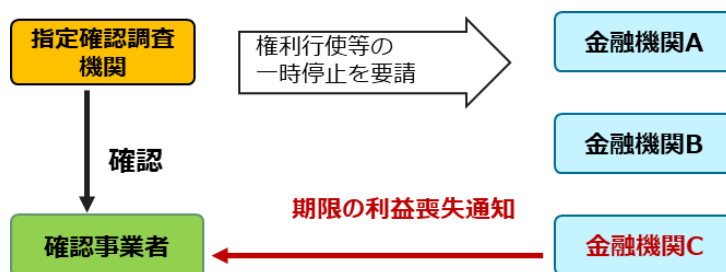 指定確認調査
機関
権利行使等の
一時停止を要請
金融機関A
確認
金融機関B
期限の利益喪失通知
確認事業者
金融機関C